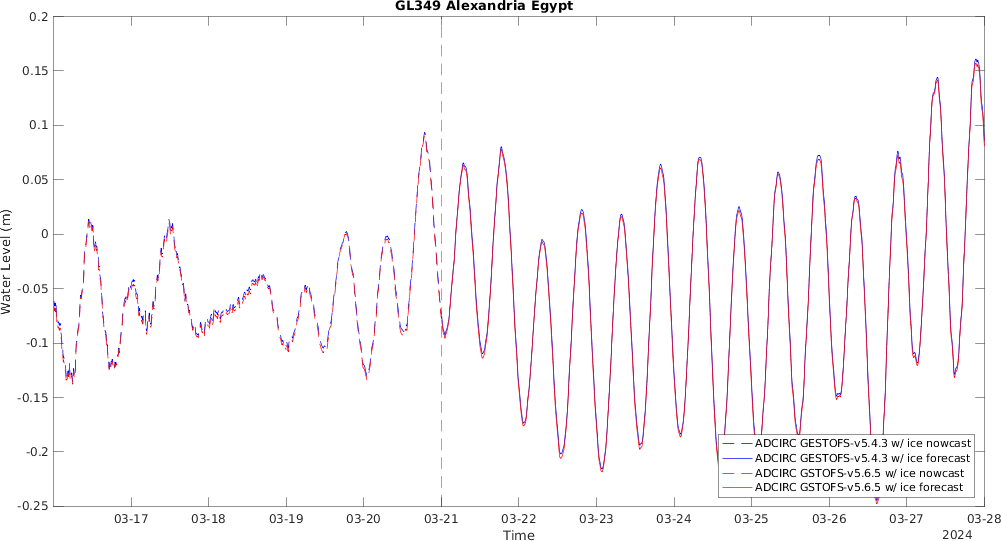 GL349 Alexandria Egypt
0.2
0.15
0.1
0.05
0
-0.05
-0.1
-0.15
-0.2
-0.25
Water Level (m)
ADCIRC GESTOFS-v5.4.3 w/ ice nowcast
ADCIRC GESTOFS-v5.4.3 w/ ice forecast
ADCIRC GSTOFS-v5.6.5 w/ ice nowcast
ADCIRC GSTOFS-v5.6.5 w/ ice forecast
03-17 03-18 03-19 03-20 03-21 03-22 03-23 03-24 03-25 03-26 03-27 03-28
Time
2024